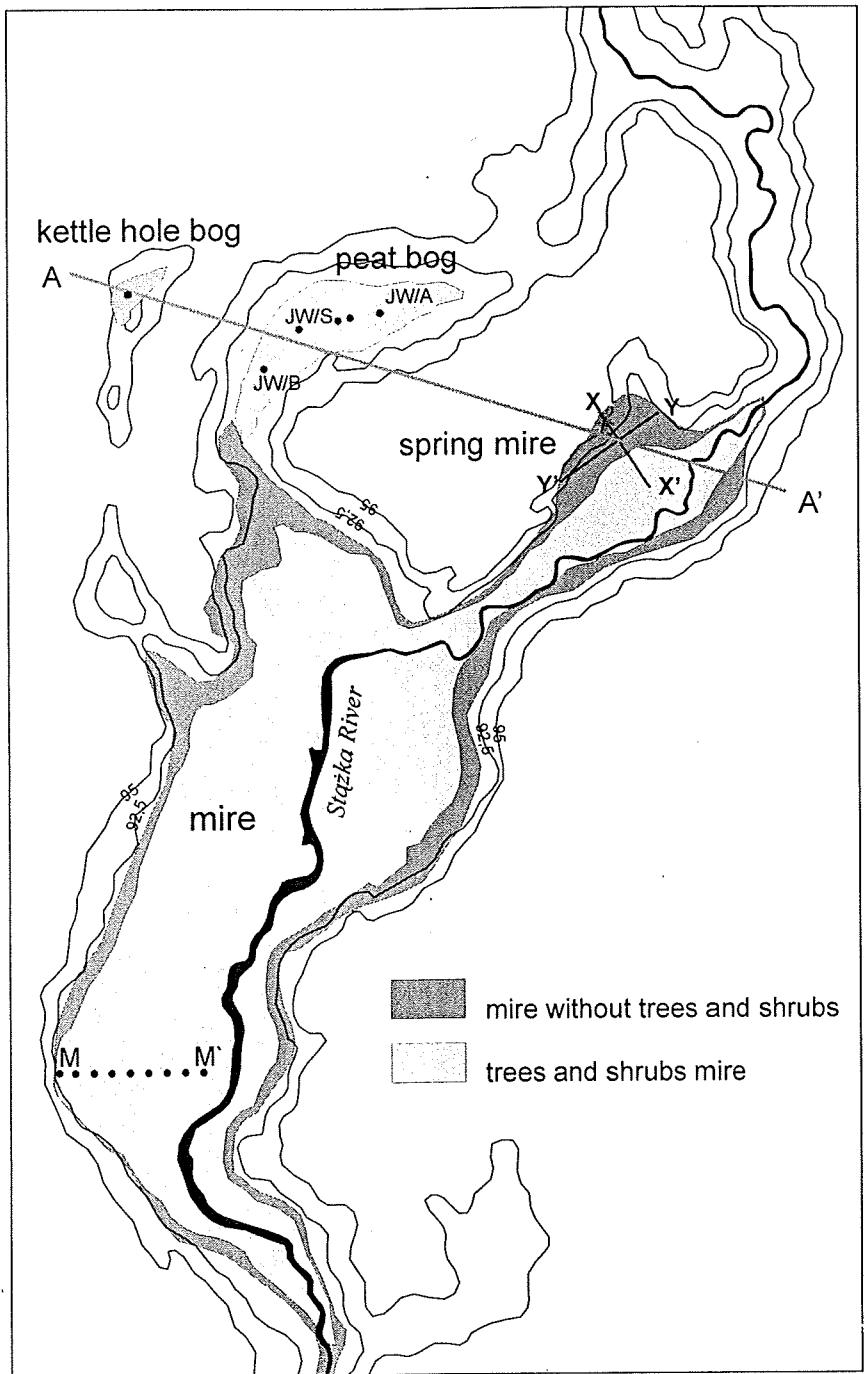 kettle hole bog
A
peat bog
JW/A
JW/S
JW/B
X
Y
spring mire
Y'
X'
A'
95
92.5
95
92.5
Stążka River
95
92.5
mire
mire without trees and shrubs
M M`
trees and shrubs mire